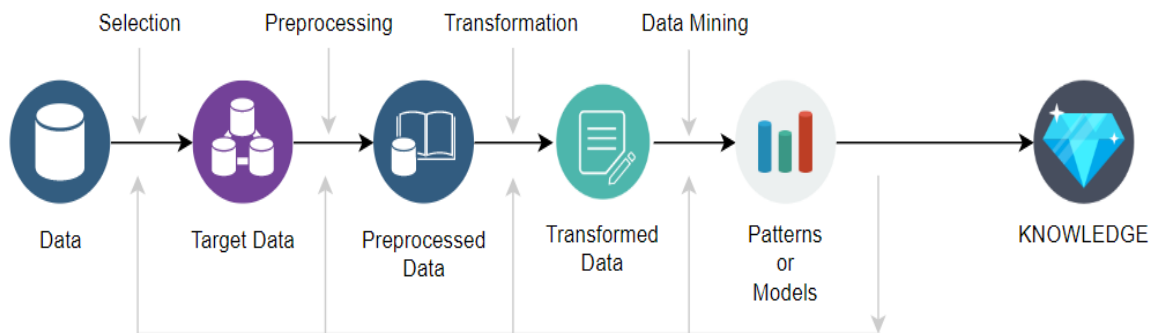 Selection
Preprocessing
Transformation
Data Mining
Data
Target Data
Preprocessed
Data
Transformed
Data
Patterns
or
Models
KNOWLEDGE